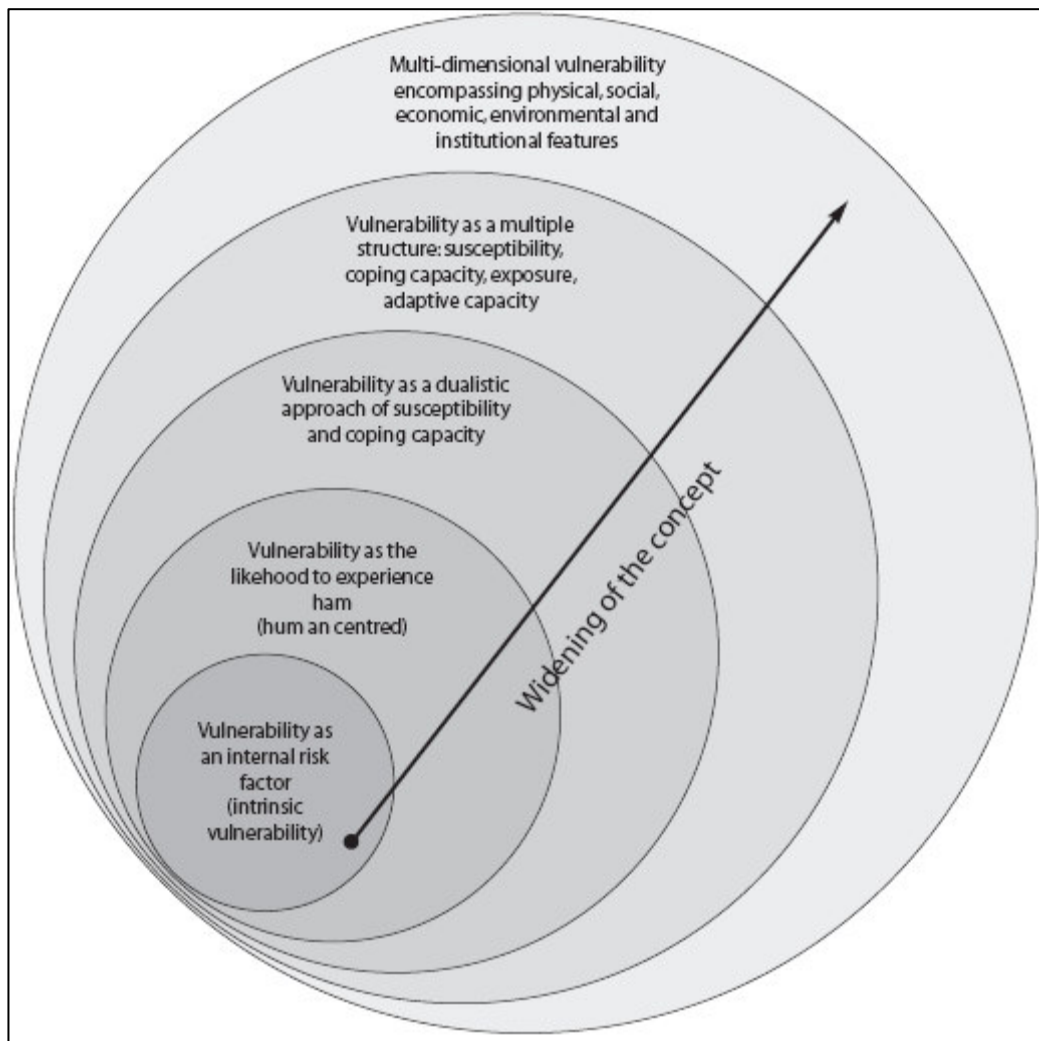 Multi-dimensional vulnerability
encompassing physical, social,
economic, environmental and
institutional features
Vulnerability as a multiple
structure: susceptibility,
coping capacity, exposure,
adaptive capacity
Vulnerability as a dualistic
approach of susceptibility
and coping capacity
Vulnerability as the
likehood to experience
ham
(hum an centred)
Vulnerability as
an internal risk
factor
(intrinsic
vulnerability)
Widening of the concept